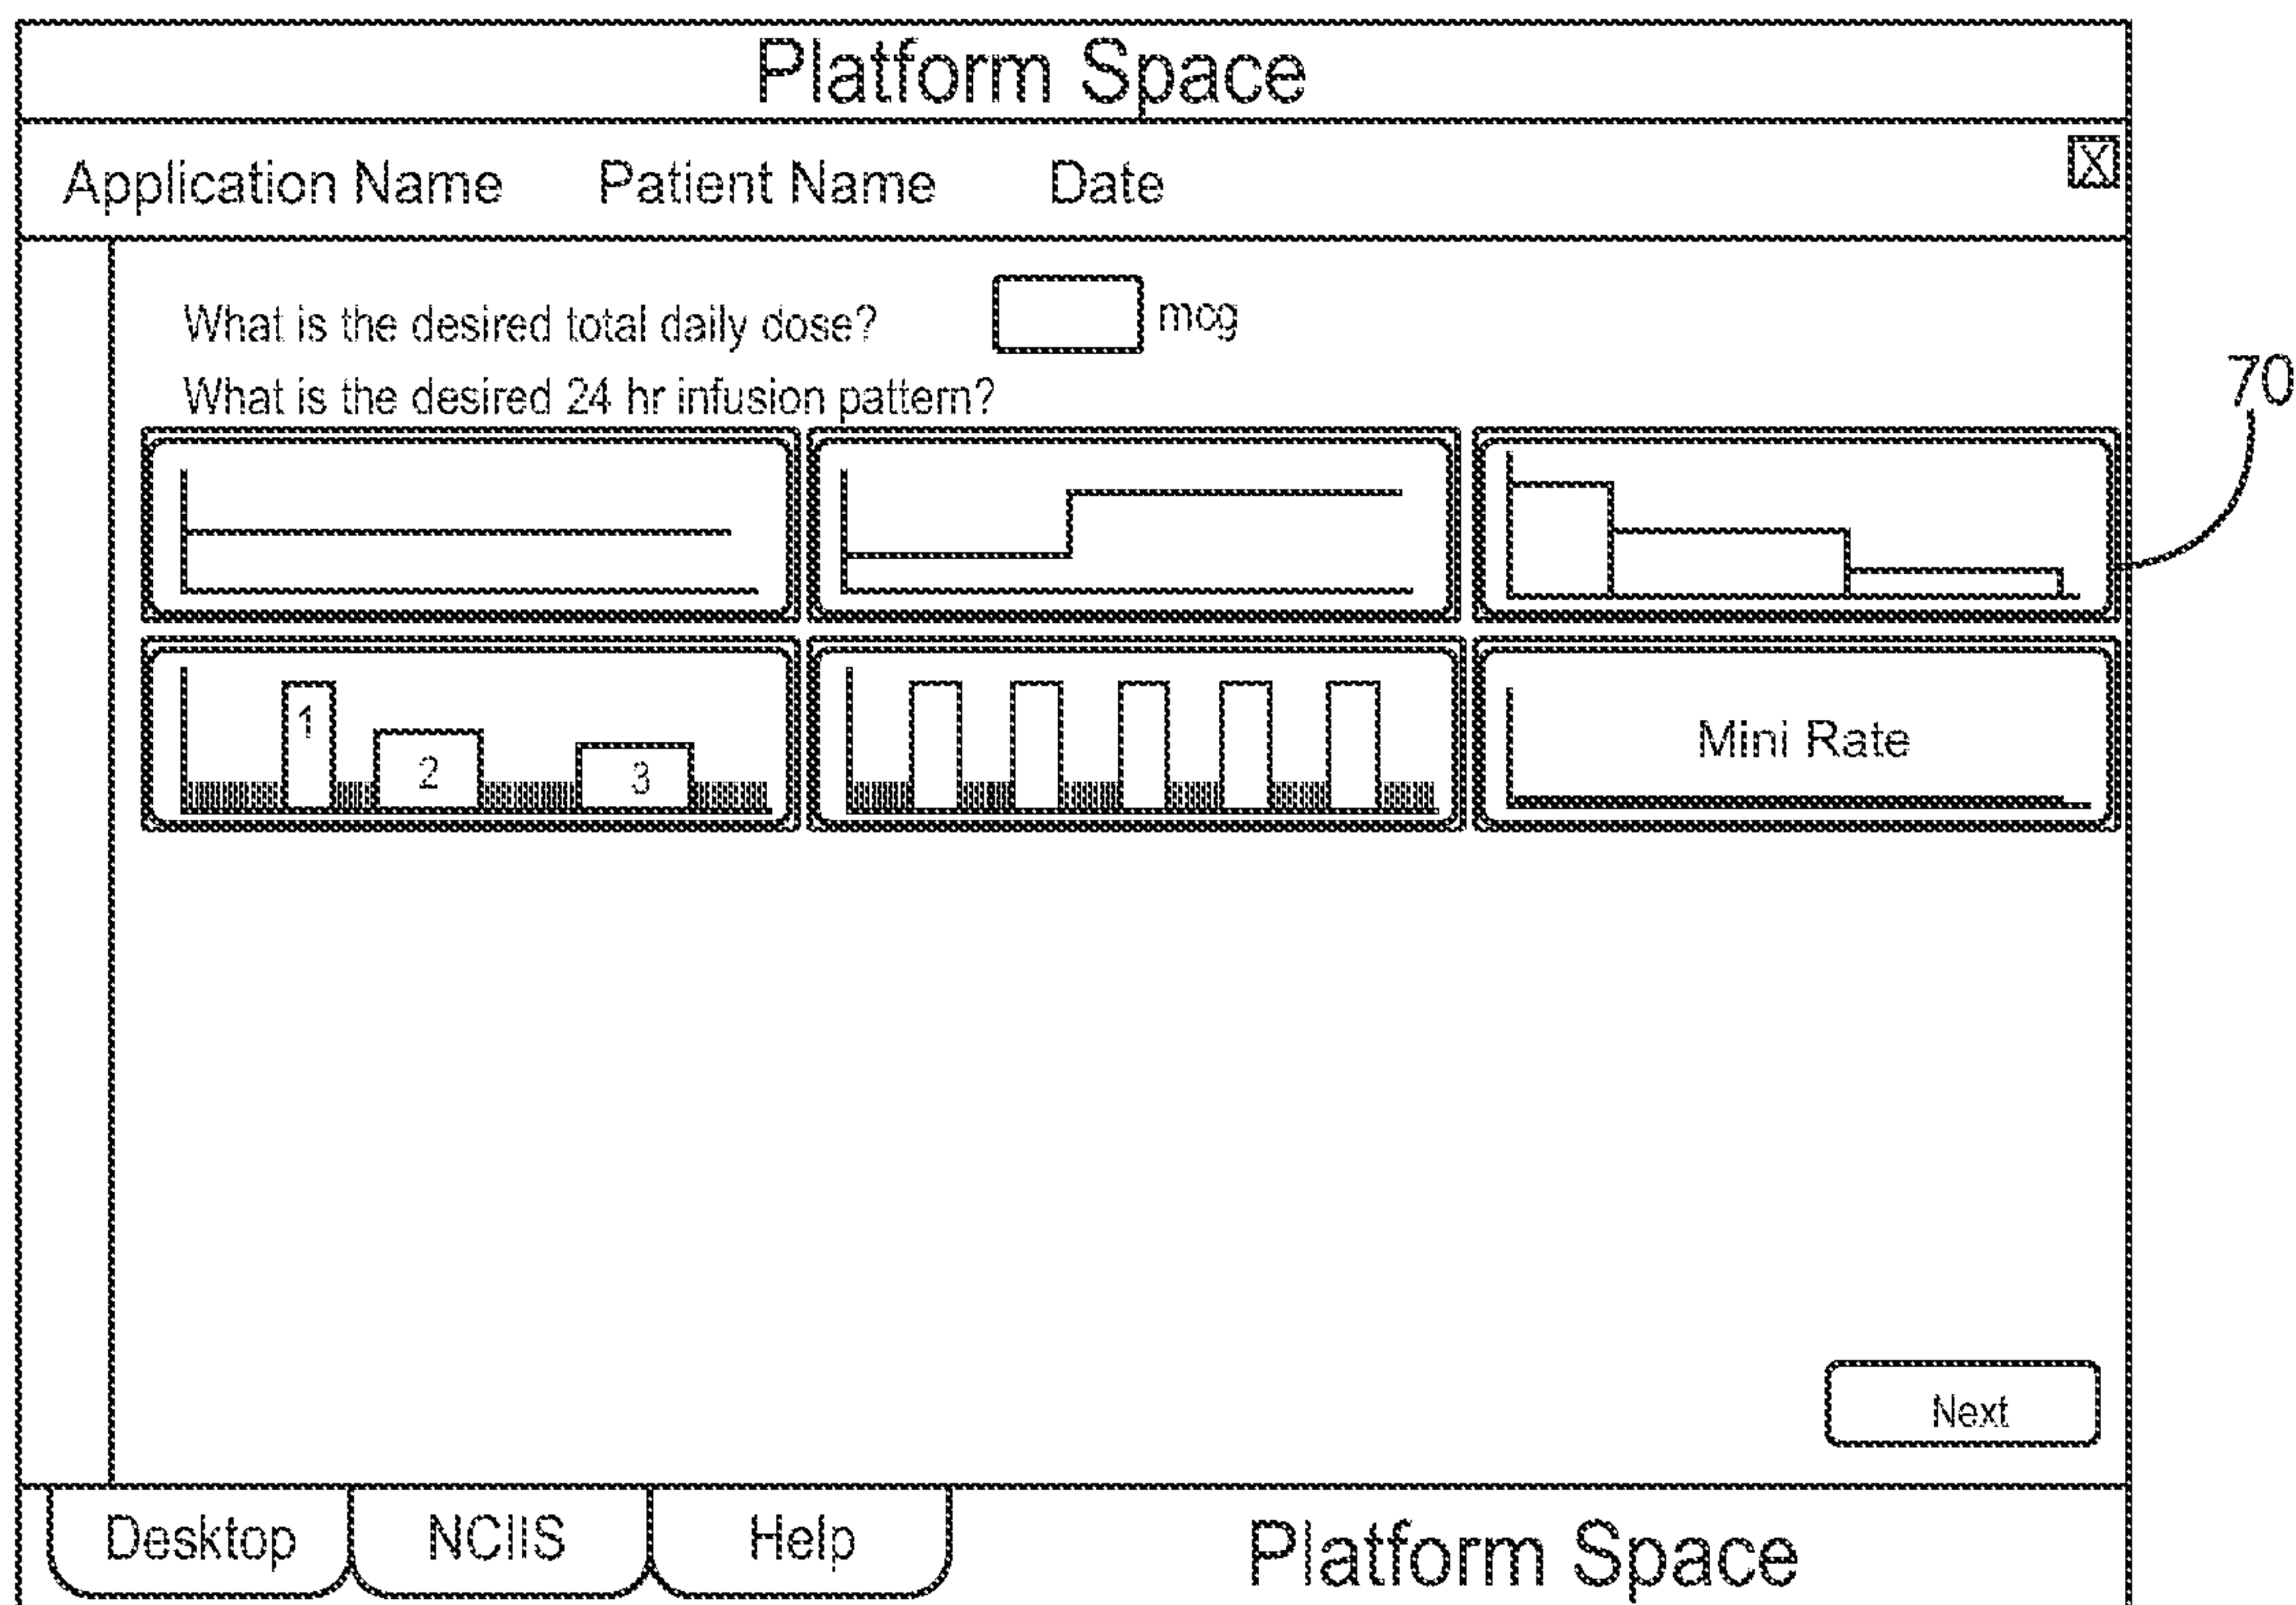 Platform Space
Application Name Patient Name Date X
What is the desired total daily dose? mcg
What is the desired 24 hr infusion pattern?
70
1 2 3
Mini Rate
Next
Desktop NCIIS Help Platform Space